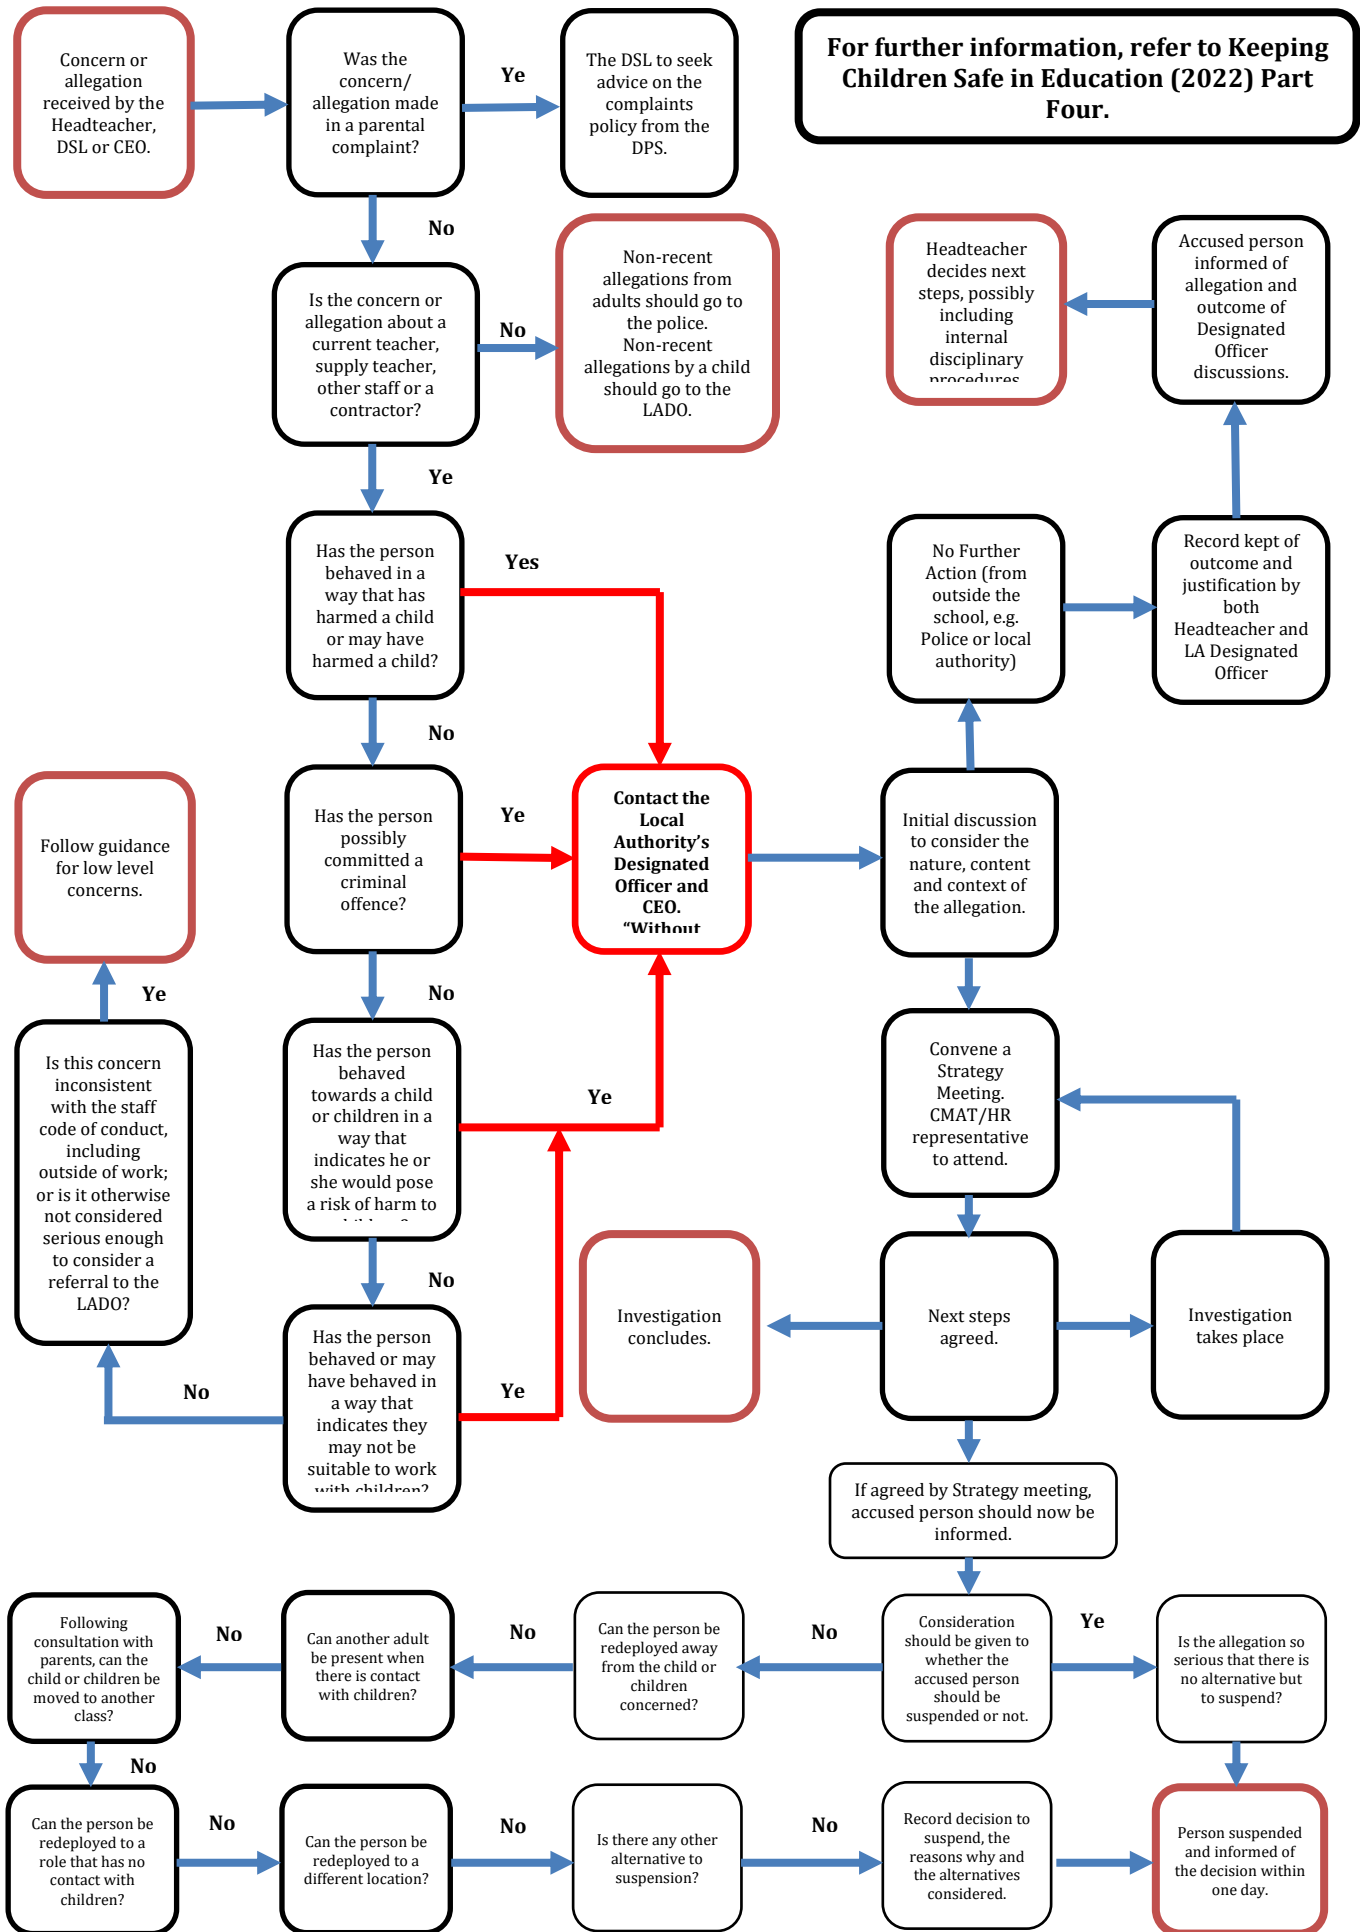 Concern or
allegation
received by the
Headteacher,
DSL or CEO.
Was the
concern/
allegation made
in a parental
complaint?
Ye
The DSL to seek
advice on the
complaints
policy from the
DPS.
For further information, refer to Keeping
Children Safe in Education (2022) Part
Four.
No
Is the concern or
allegation about a
current teacher,
supply teacher,
other staff or a
contractor?
No
Non-recent
allegations from
adults should go to
the police.
Non-recent
allegations by a child
should go to the
LADO.
Headteacher
decides next
steps, possibly
including
internal
disciplinary
procedures
Accused person
informed of
allegation and
outcome of
Designated
Officer
discussions.
Ye
Has the person
behaved in a
way that has
harmed a child
or may have
harmed a child?
Yes
No Further
Action (from
outside the
school, e.g.
Police or local
authority)
Record kept of
outcome and
justification by
both
Headteacher and
LA Designated
Officer
No
Follow guidance
for low level
concerns.
Has the person
possibly
committed a
criminal
offence?
Ye
Contact the
Local
Authority’s
Designated
Officer and
CEO.
“Without
Initial discussion
to consider the
nature, content
and context of
the allegation.
Ye
No
Is this concern
inconsistent
with the staff
code of conduct,
including
outside of work;
or is it otherwise
not considered
serious enough
to consider a
referral to the
LADO?
Has the person
behaved
towards a child
or children in a
way that
indicates he or
she would pose
a risk of harm to
Ye
Convene a
Strategy
Meeting.
CMAT/HR
representative
to attend.
No
Investigation
concludes.
Next steps
agreed.
Investigation
takes place
No
Has the person
behaved or may
have behaved in
a way that
indicates they
may not be
suitable to work
with children?
Ye
If agreed by Strategy meeting,
accused person should now be
informed.
Following
consultation with
parents, can the
child or children be
moved to another
class?
No
Can another adult
be present when
there is contact
with children?
No
Can the person be
redeployed away
from the child or
children
concerned?
No
Consideration
should be given to
whether the
accused person
should be
suspended or not.
Ye
Is the allegation so
serious that there is
no alternative but
to suspend?
No
Can the person be
redeployed to a
role that has no
contact with
children?
No
Can the person be
redeployed to a
different location?
No
Is there any other
alternative to
suspension?
No
Record decision to
suspend, the
reasons why and
the alternatives
considered.
Person suspended
and informed of
the decision within
one day.